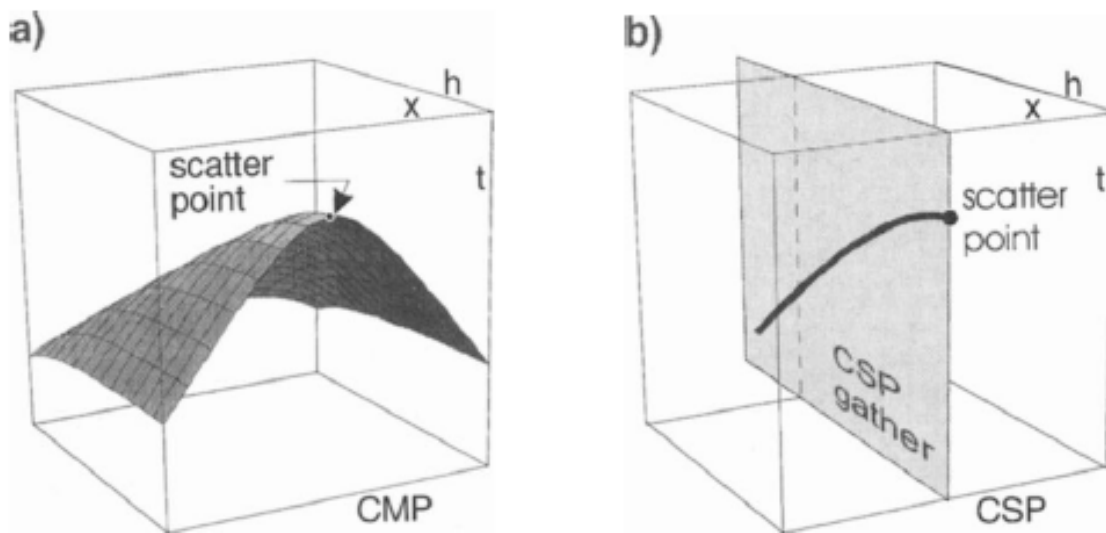 a)
h
x
scatter
point
t
CMP
b)
h
x
t
scatter
point
CSP
gather
CSP